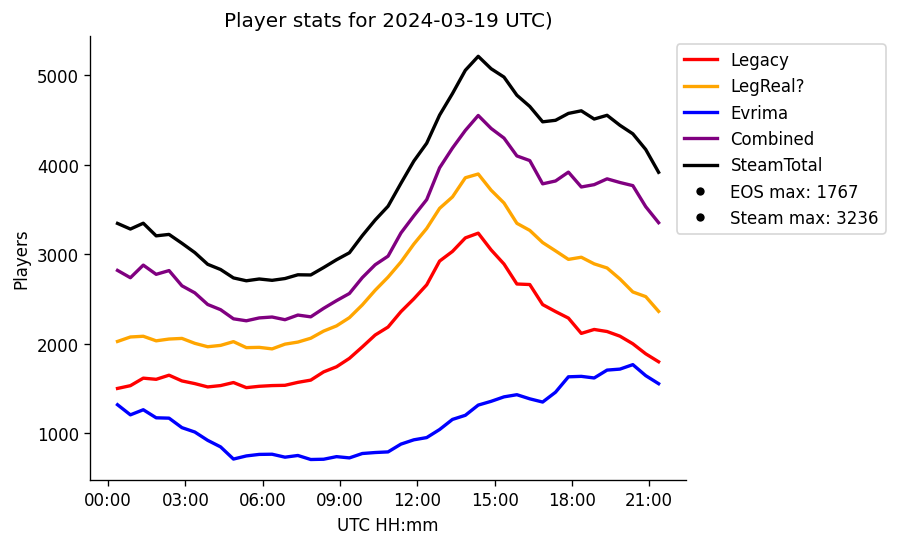 Player stats for 2024-03-19 UTC)
Players
5000
4000
3000
2000
1000
00:00 03:00 06:00 09:00 12:00 15:00 18:00 21:00
UTC HH:mm
Legacy
LegReal?
Evrima
Combined
SteamTotal
EOS max: 1767
Steam max: 3236